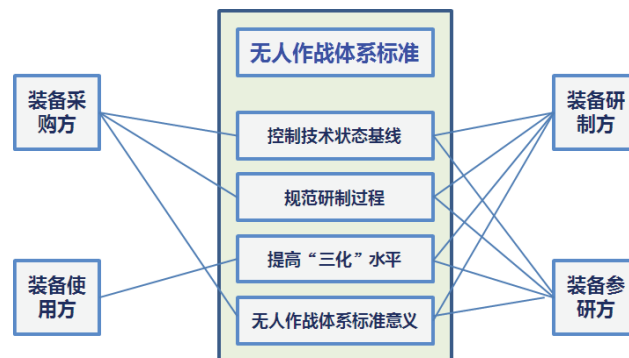 无人作战体系标准
装备采
购方
装备研
制方
控制技术状态基线
规范研制过程
提高“三化”水平
装备使
用方
装备参
研方
无人作战体系标准意义